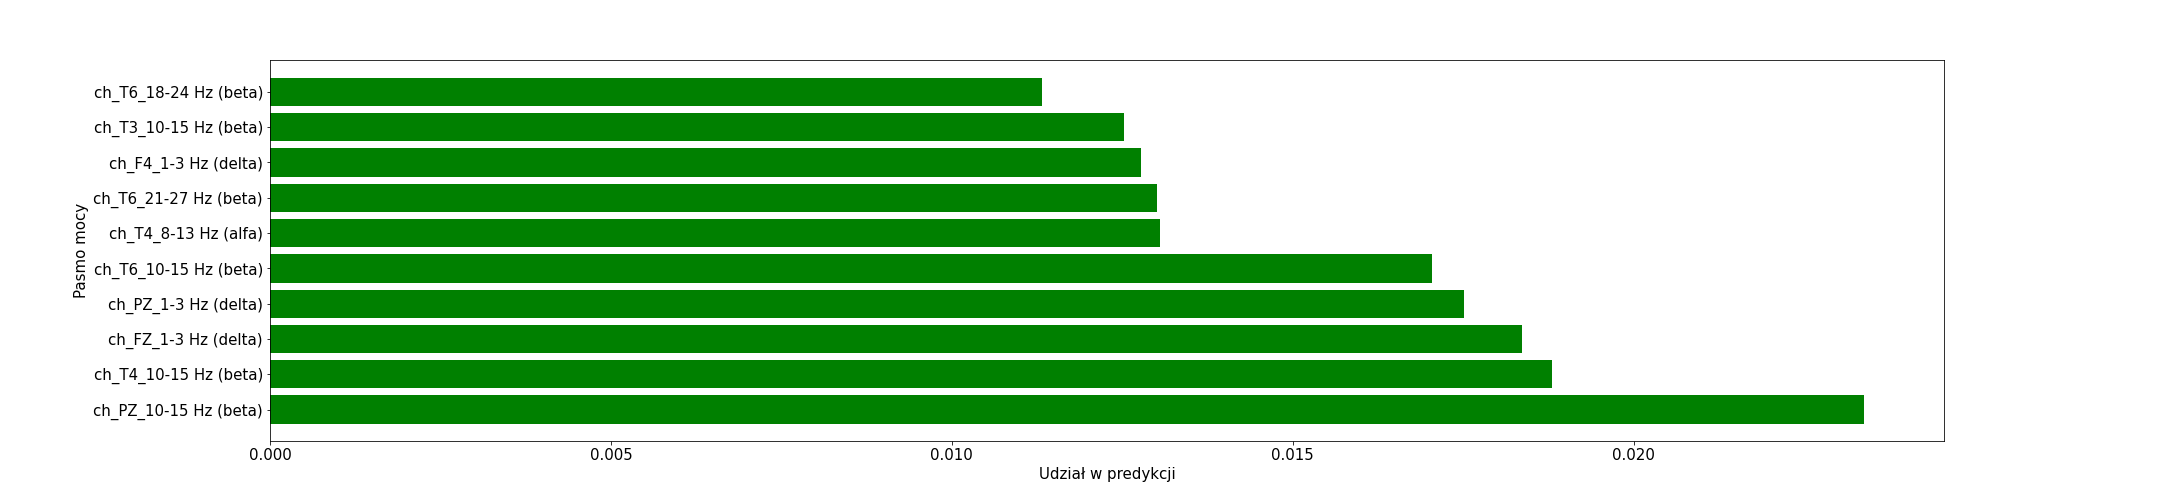 ch_T6_18-24 Hz (beta)
ch_T3_10-15 Hz (beta)
ch_F4_1-3 Hz (delta)
ch_T6_21-27 Hz (beta)
ch_T4_8-13 Hz (alfa)
ch_T6_10-15 Hz (beta)
ch_PZ_1-3 Hz (delta)
ch_FZ_1-3 Hz (delta)
ch_T4_10-15 Hz (beta)
ch_PZ_10-15 Hz (beta)
Pasmo mocy
0.000 0.005 0.010 0.015 0.020
Udział w predykcji